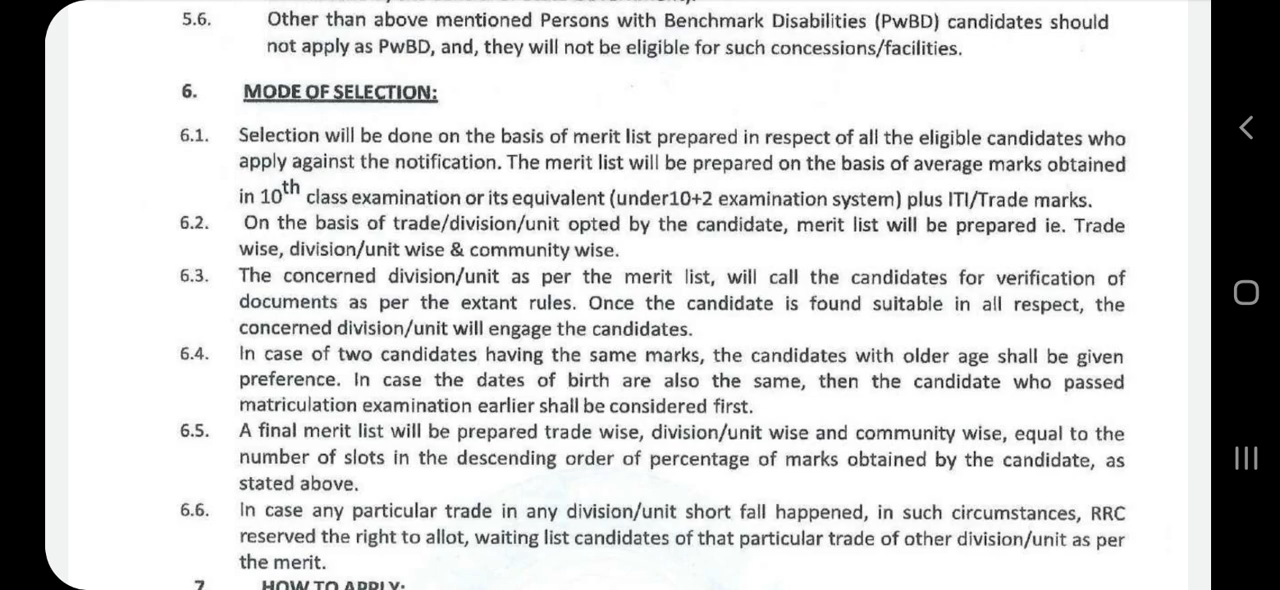 5.6. Other than above mentioned Persons with Benchmark Disabilities (PwBD) candidates should
not apply as PwBD, and, they will not be eligible for such concessions/facilities.
6. MODE OF SELECTION:
6.1. Selection will be done on the basis of merit list prepared in respect of all the eligible candidates who
apply against the notification. The merit list will be prepared on the basis of average marks obtained
in 10th class examination or its equivalent (under10+2 examination system) plus ITI/Trade marks.
6.2. On the basis of trade/division/unit opted by the candidate, merit list will be prepared ie. Trade
wise, division/unit wise & community wise.
6.3. The concerned division/unit as per the merit list, will call the candidates for verification of
documents as per the extant rules. Once the candidate is found suitable in all respect, the
concerned division/unit will engage the candidates.
6.4. In case of two candidates having the same marks, the candidates with older age shall be given
preference. In case the dates of birth are also the same, then the candidate who passed
matriculation examination earlier shall be considered first.
6.5. A final merit list will be prepared trade wise, division/unit wise and community wise, equal to the
number of slots in the descending order of percentage of marks obtained by the candidate, as
stated above.
6.6. In case any particular trade in any division/unit short fall happened, in such circumstances, RRC
reserved the right to allot, waiting list candidates of that particular trade of other division/unit as per
the merit.
7 HOW TO APPLY: